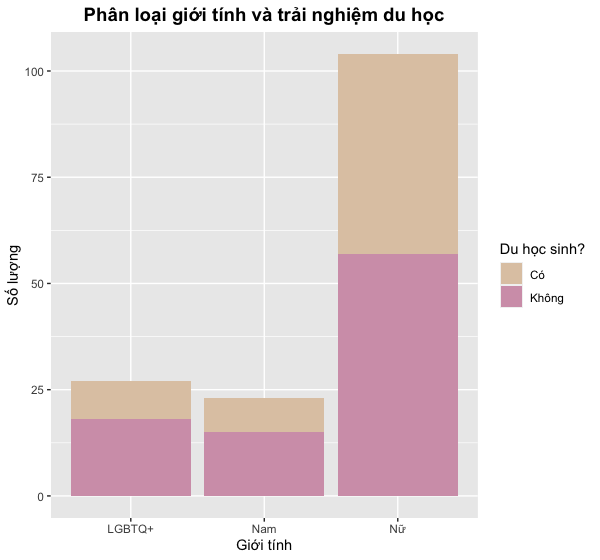 Phân loại giới tính và trải nghiệm du học
100
75
50
25
0
Số lượng
LGBTQ+ Nam Nữ
Giới tính
Du học sinh?
Có
Không